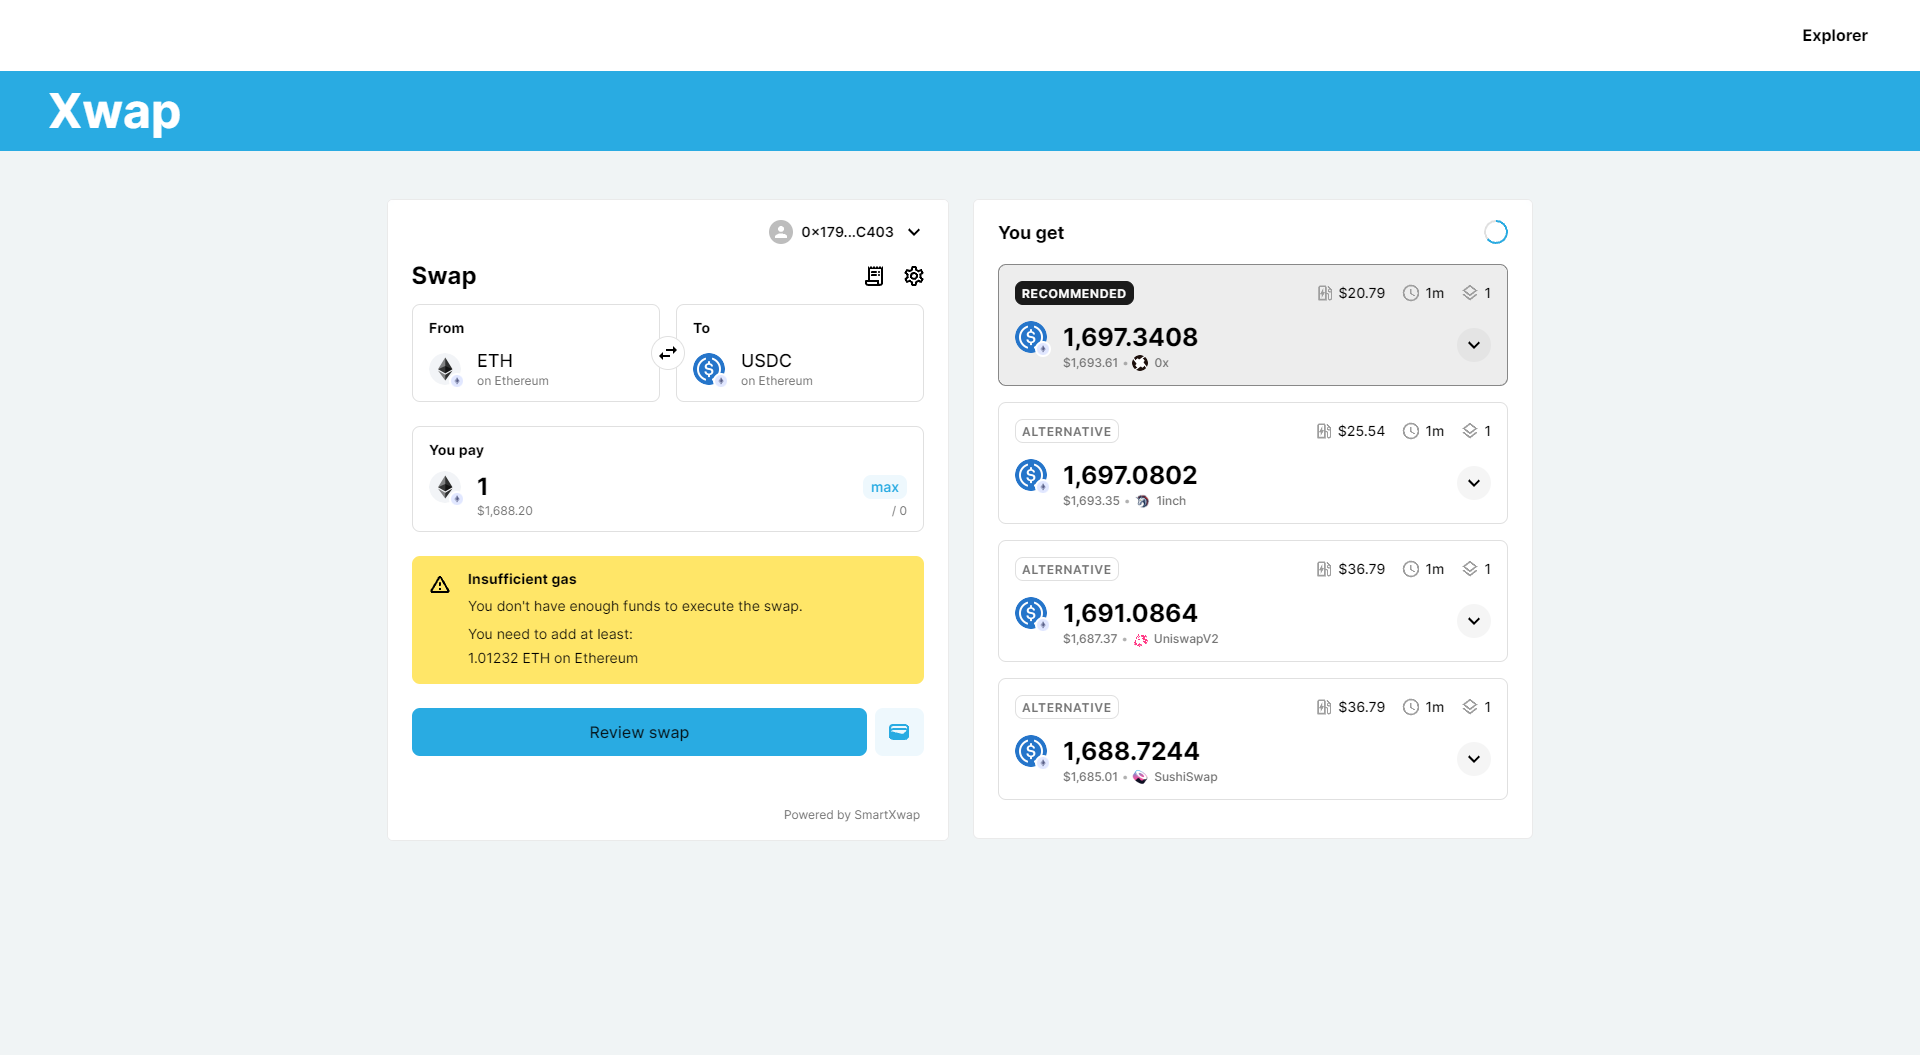 Explorer
Xwap
0×179...C403
Swap
From
ETH
on Ethereum
To
USDC
on Ethereum
You pay
1
$1,688.20
max
/ 0
Insufficient gas
You don't have enough funds to execute the swap.
You need to add at least:
1.01232 ETH on Ethereum
Review swap
Powered by SmartXwap
You get
RECOMMENDED
$20.79 1m 1
1,697.3408
$1,693.61 • 0x
ALTERNATIVE
$25.54 1m 1
1,697.0802
$1,693.35 • 1inch
ALTERNATIVE
$36.79 1m 1
1,691.0864
$1,687.37 • UniswapV2
ALTERNATIVE
$36.79 1m 1
1,688.7244
$1,685.01 • SushiSwap